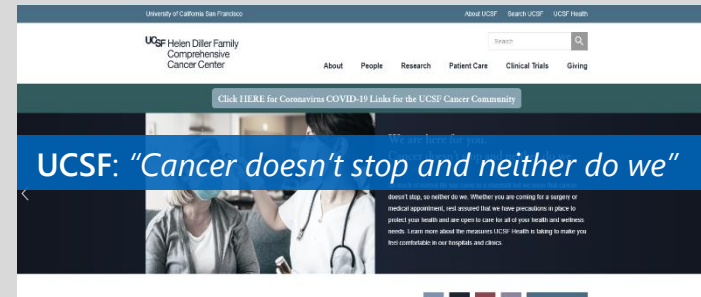 University of California San Francisco
About UCSF Search UCSF UCSF Health
UCSF Helen Diller Family
Comprehensive
Cancer Center
Search
About People Research Patient Care Clinical Trials Giving
Click HERE for Coronavirus COVID-19 Links for the UCSF Cancer Community
We are here for you.
UCSF: “Cancer doesn’t stop and neither do we”
doesn't stop, so neither do we. Whether you are coming for a surgery or
medical appointment, rest assured that we have precautions in place to
protect your health and are open to care for all of your health and wellness
needs. Learn more about the measures UCSF Health is taking to make you
feel comfortable in our hospitals and clinics.